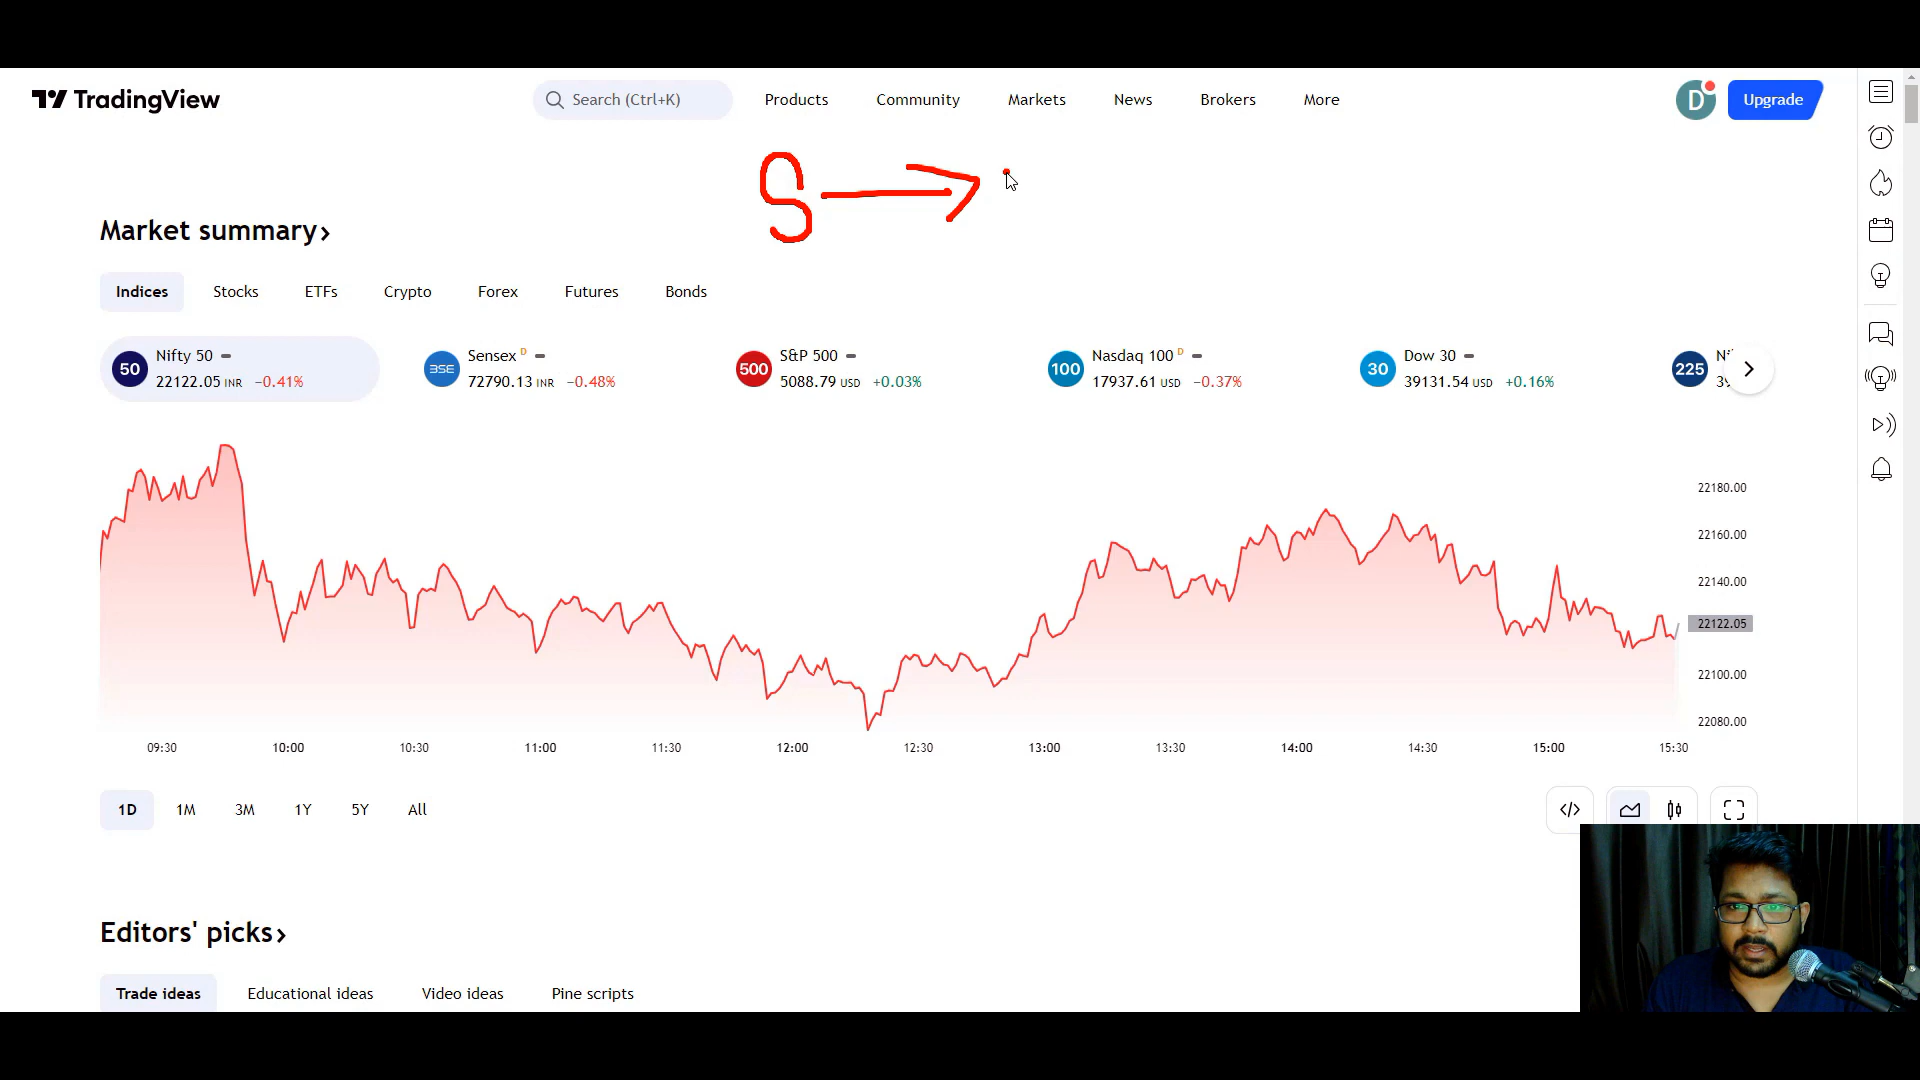 TradingView
Search (Ctrl+K)
Products
Community
Markets
News
Brokers
More
D
Upgrade
S →
Market summary ›
Indices
Stocks
ETFs
Crypto
Forex
Futures
Bonds
50
Nifty 50
22122.05 INR −0.41%
BSE
Sensex D
72790.13 INR −0.48%
500
S&P 500
5088.79 USD +0.03%
100
Nasdaq 100 D
17937.61 USD −0.37%
30
Dow 30
39131.54 USD +0.16%
225
22180.00
22160.00
22140.00
22122.05
22100.00
22080.00
09:30 10:00 10:30 11:00 11:30 12:00 12:30 13:00 13:30 14:00 14:30 15:00 15:30
1D 1M 3M 1Y 5Y All
Editors' picks ›
Trade ideas
Educational ideas
Video ideas
Pine scripts